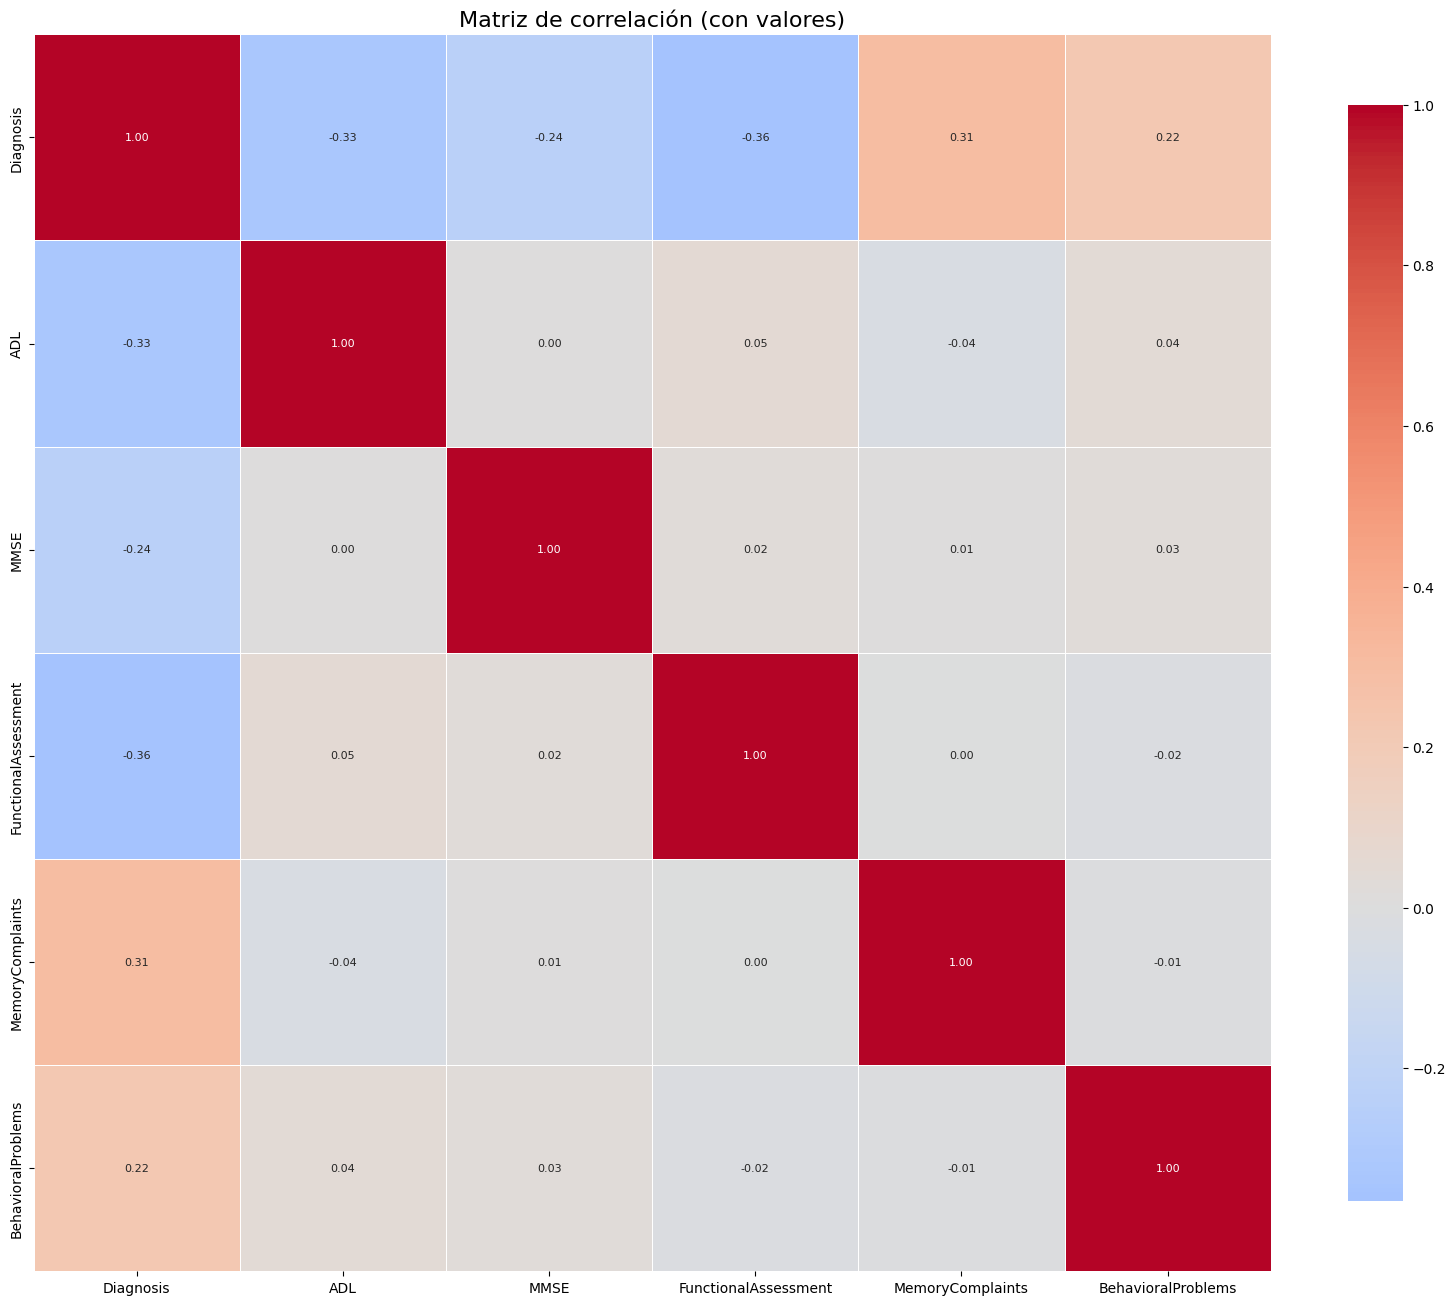 Matriz de correlación (con valores)
Diagnosis 1.00 -0.33 -0.24 -0.36 0.31 0.22
ADL -0.33 1.00 0.00 0.05 -0.04 0.04
MMSE -0.24 0.00 1.00 0.02 0.01 0.03
FunctionalAssessment -0.36 0.05 0.02 1.00 0.00 -0.02
MemoryComplaints 0.31 -0.04 0.01 0.00 1.00 -0.01
BehavioralProblems 0.22 0.04 0.03 -0.02 -0.01 1.00
Diagnosis ADL MMSE FunctionalAssessment MemoryComplaints BehavioralProblems
1.0
0.8
0.6
0.4
0.2
0.0
−0.2